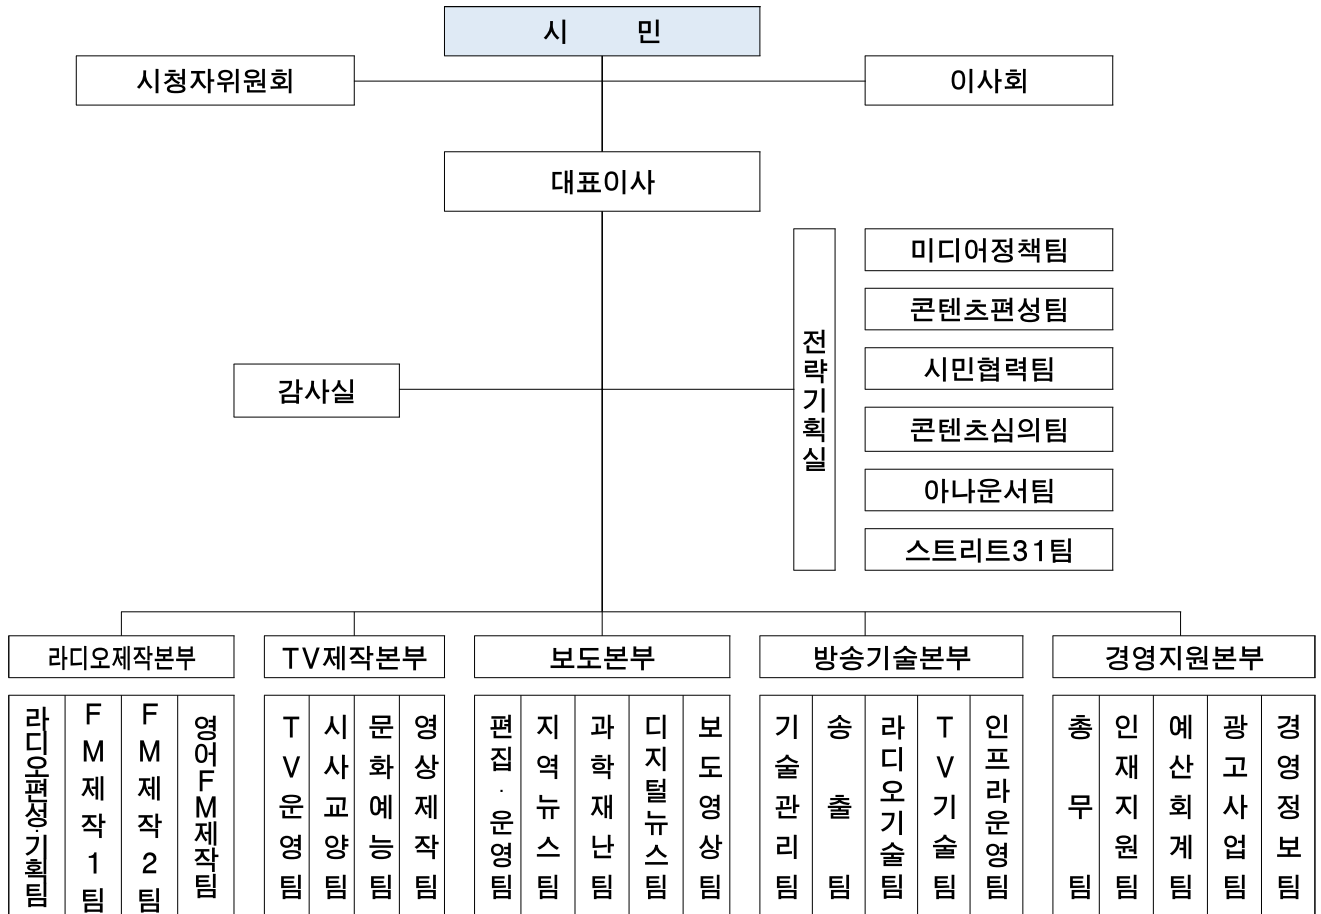 시 민
시청자위원회
이사회
대표이사
미디어정책팀
콘텐츠편성팀
시민협력팀
콘텐츠심의팀
아나운서팀
스트리트31팀
전략기획실
감사실
라디오제작본부
TV제작본부
보도본부
방송기술본부
경영지원본부
라디오편성·기획팀
FM제작1팀
FM제작2팀
영어FM제작팀
TV운영팀
시사교양팀
문화예능팀
영상제작팀
편집·운영팀
지역뉴스팀
과학재난팀
디지털뉴스팀
보도영상팀
기술관리팀
송출팀
라디오기술팀
TV기술팀
인프라운영팀
총무팀
인재지원팀
예산회계팀
광고사업팀
경영정보팀